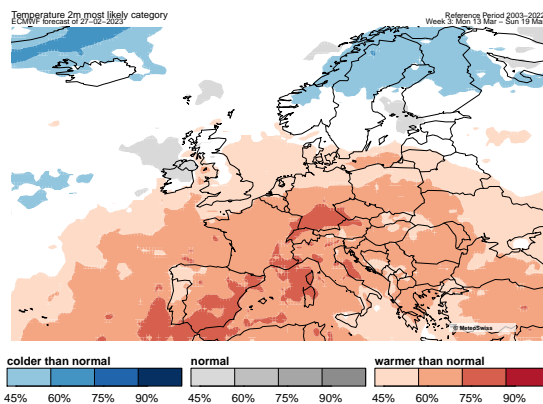 Temperature 2m most likely category
Reference Period 2003–2022
ECMWF forecast of 27–02–2023
Week 3: Mon 13 Mar – Sun 19 Mar
© MeteoSwiss
colder than normal
normal
warmer than normal
45% 60% 75% 90%
45% 60% 75% 90%
45% 60% 75% 90%